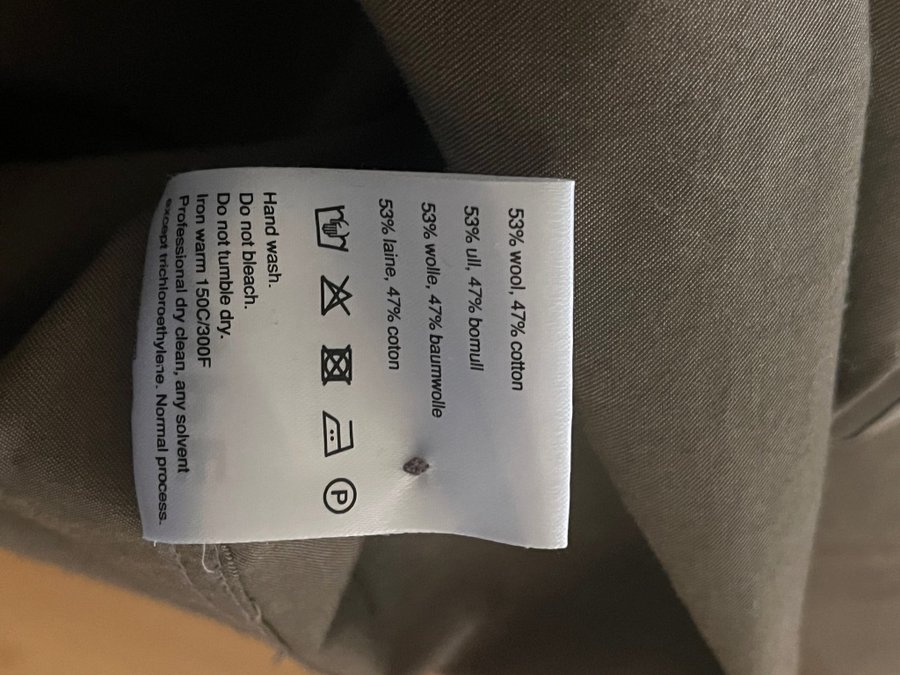 53% wool, 47% cotton
53% ull, 47% bomull
53% wolle, 47% baumwolle
53% laine, 47% coton
P
Hand wash.
Do not bleach.
Do not tumble dry.
Iron warm 150C/300F
Professional dry clean, any solvent
except trichloroethylene. Normal process.